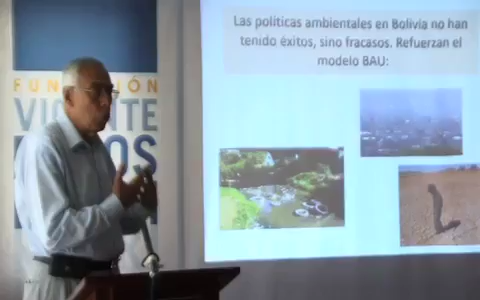 FUNDACIÓN
VICENTE
Las políticas ambientales en Bolivia no han
tenido éxitos, sino fracasos. Refuerzan el
modelo BAU: